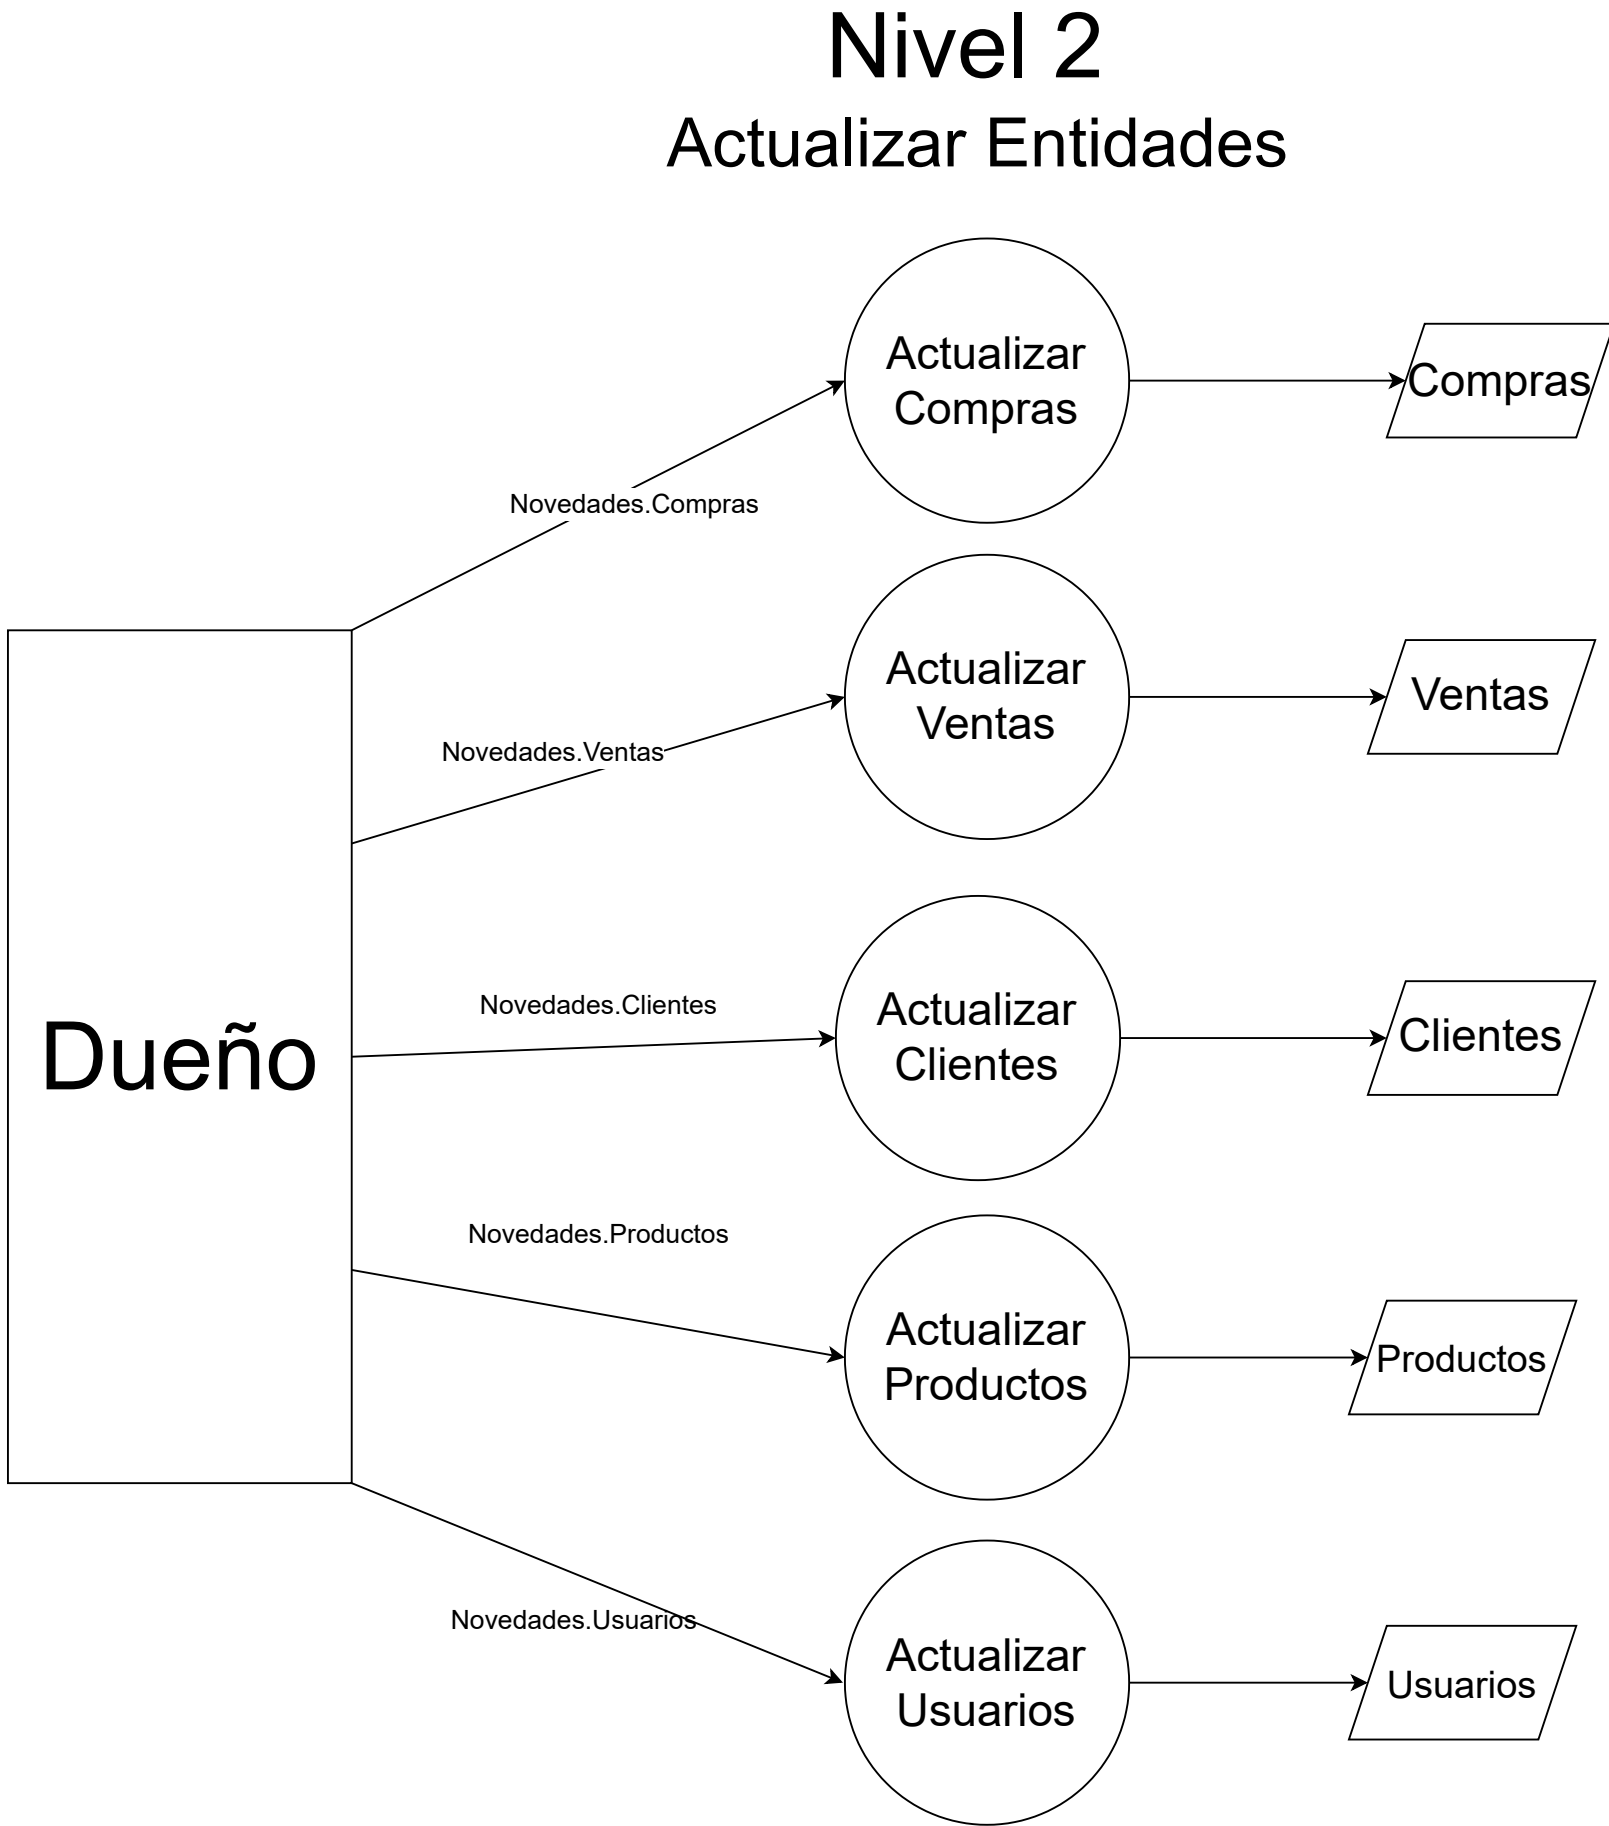 Nivel 2
Actualizar Entidades
Actualizar
Compras
Compras
Novedades.Compras
Actualizar
Ventas
Ventas
Novedades.Ventas
Dueño
Novedades.Clientes
Actualizar
Clientes
Clientes
Novedades.Productos
Actualizar
Productos
Productos
Novedades.Usuarios
Actualizar
Usuarios
Usuarios